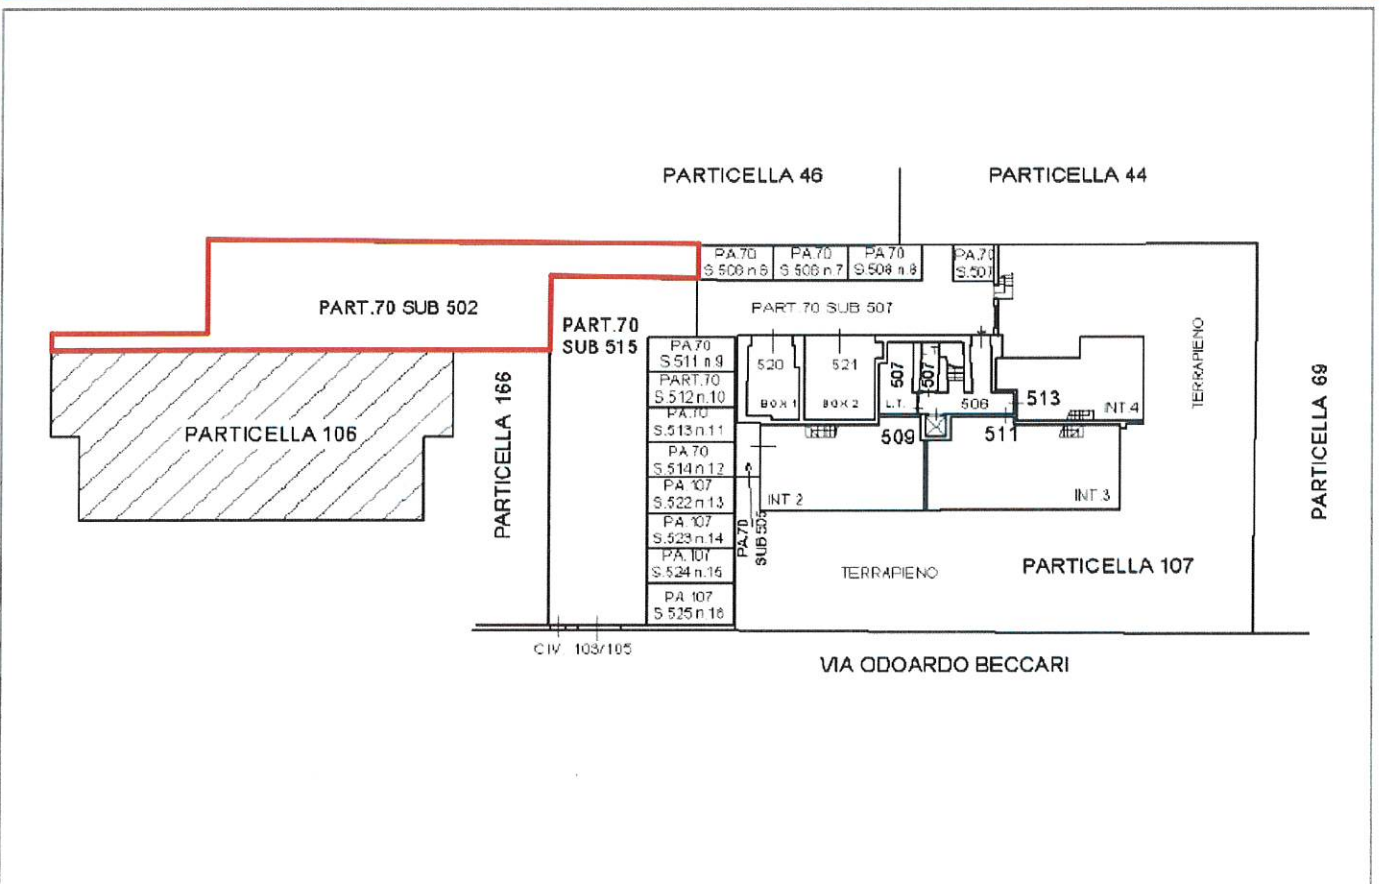 PARTICELLA 46
PARTICELLA 44
PA.70
S.508 n.6
PA.70
S.508 n.7
PA.70
S.508 n.8
PA.70
S.507
PART.70 SUB 502
PART.70
SUB 515
PART.70 SUB 507
TERRAPIENO
PARTICELLA 69
PARTICELLA 106
PARTICELLA 166
PA.70
S.511 n.9
PART.70
S.512 n.10
PA.70
S.513 n.11
PA.70
S.514 n.12
PA.107
S.522 n.13
PA.107
S.523 n.14
PA.107
S.524 n.15
PA.107
S.525 n.16
520
BOX 1
521
BOX 2
507
L.T.
507
506
513
INT.4
509
511
INT.2
INT.3
PA.70
SUB 505
TERRAPIENO
PARTICELLA 107
CIV. 103/105
VIA ODOARDO BECCARI